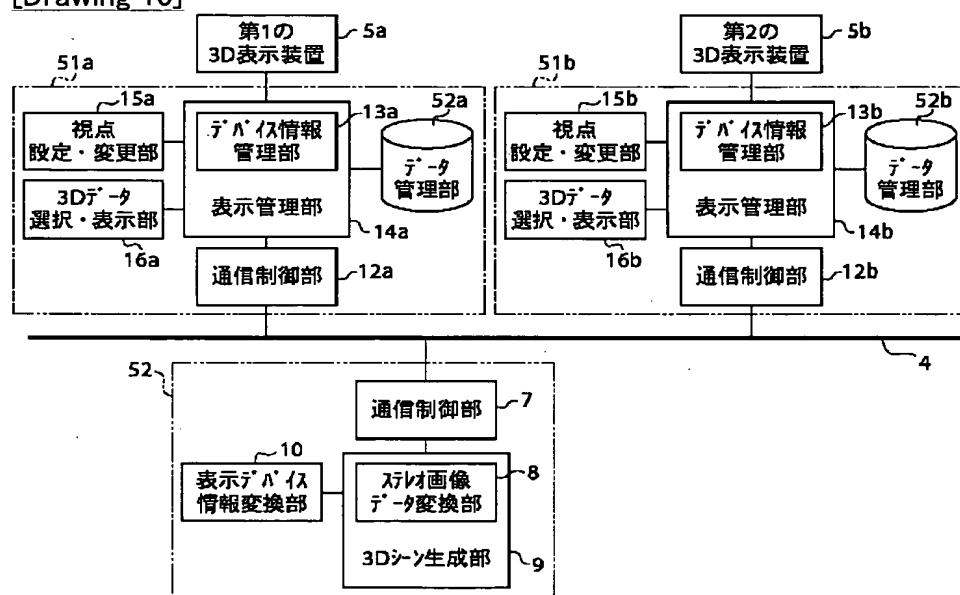 [Drawing 10]
第1の
3D表示装置
5a
第2の
3D表示装置
5b
51a
15a
視点
設定・変更部
13a
デバイス情報
管理部
52a
データ
管理部
3Dデータ
選択・表示部
16a
表示管理部
14a
通信制御部
12a
51b
15b
視点
設定・変更部
13b
デバイス情報
管理部
52b
データ
管理部
3Dデータ
選択・表示部
16b
表示管理部
14b
通信制御部
12b
4
52
通信制御部
7
10
表示デバイス
情報変換部
ステレオ画像
データ変換部
8
3Dシーン生成部
9